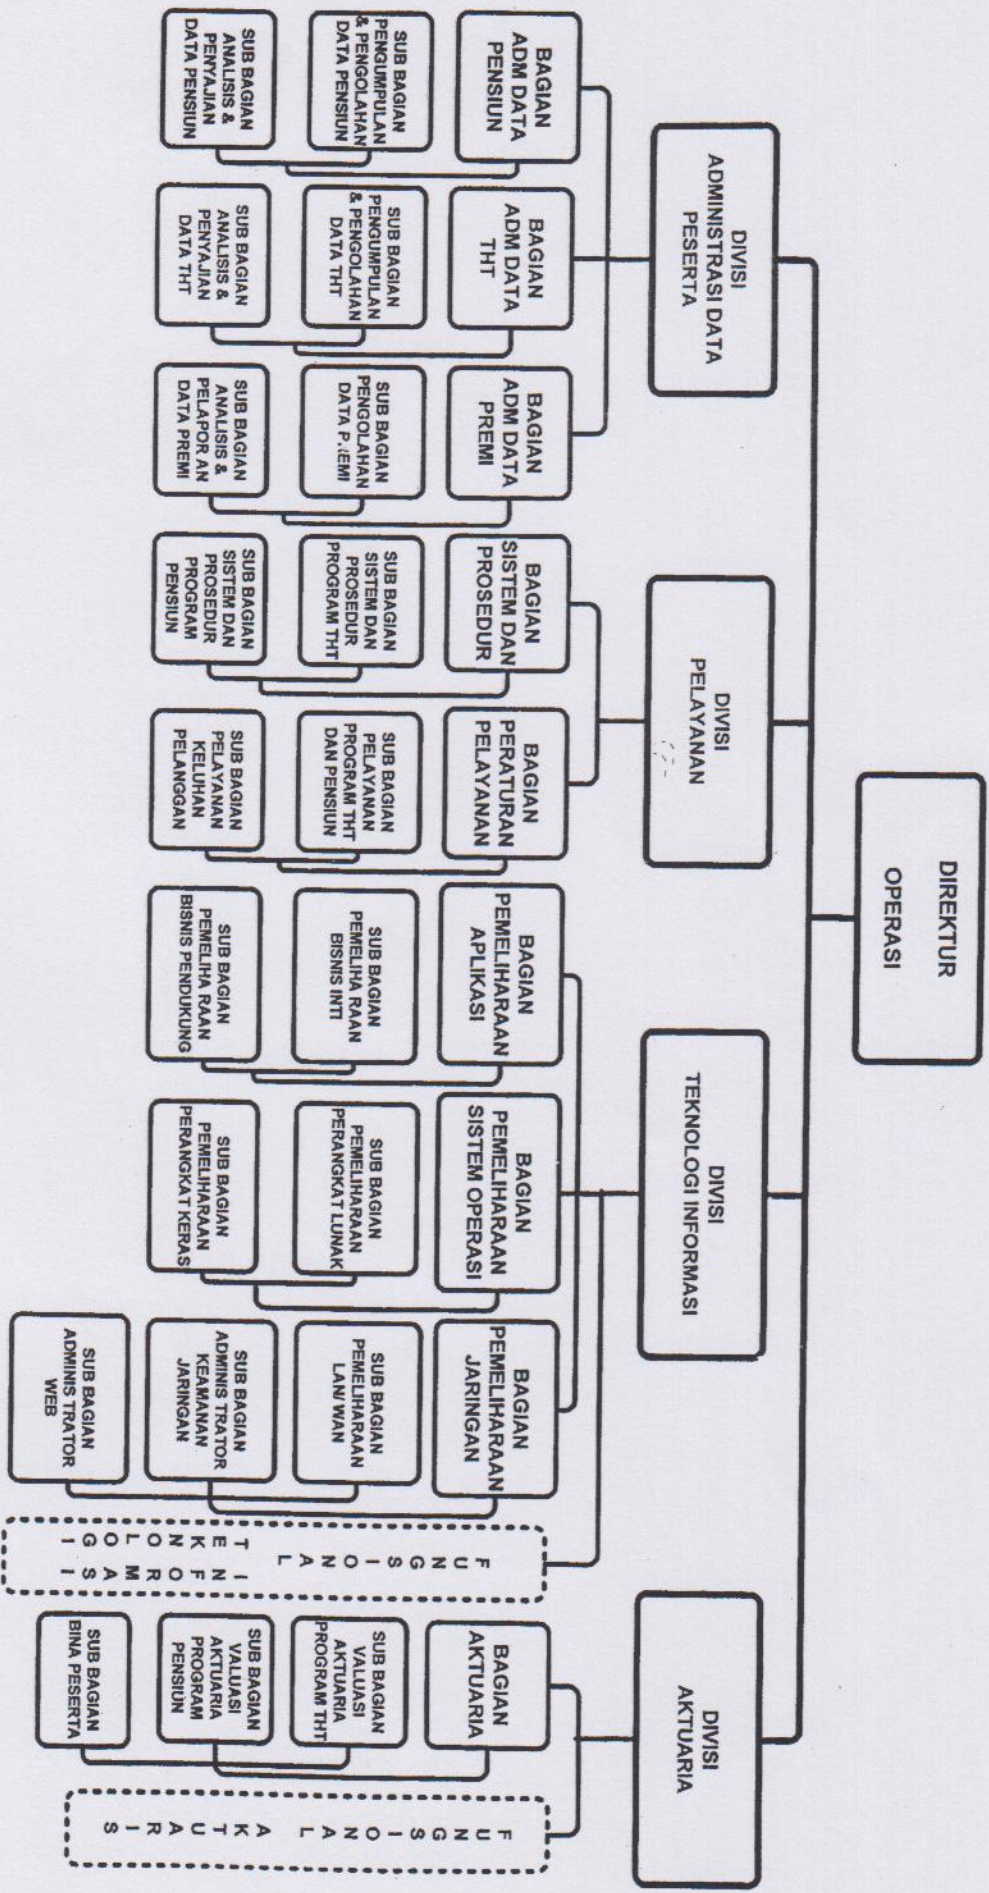 DIREKTUR
OPERASI
DIVISI
ADMINISTRASI DATA
PESERTA
DIVISI
PELAYANAN
DIVISI
TEKNOLOGI INFORMASI
DIVISI
AKTUARIA
BAGIAN
ADM DATA
PENSIUN
BAGIAN
ADM DATA
THT
BAGIAN
ADM DATA
PREMI
BAGIAN
SISTEM DAN
PROSEDUR
BAGIAN
PERATURAN
PELAYANAN
BAGIAN
PEMELIHARAAN
APLIKASI
BAGIAN
PEMELIHARAAN
SISTEM OPERASI
BAGIAN
PEMELIHARAAN
JARINGAN
BAGIAN
AKTUARIA
SUB BAGIAN
PENGUMPULAN
& PENGOLAHAN
DATA PENSIUN
SUB BAGIAN
PENGUMPULAN
& PENGOLAHAN
DATA THT
SUB BAGIAN
PENGOLAHAN
DATA PREMI
SUB BAGIAN
SISTEM DAN
PROSEDUR
PROGRAM THT
SUB BAGIAN
PELAYANAN
PROGRAM THT
DAN PENSIUN
SUB BAGIAN
PEMELIHA RAAN
BISNIS INTI
SUB BAGIAN
PEMELIHARAAN
PERANGKAT LUNAK
SUB BAGIAN
PEMELIHARAAN
LAN/ WAN
SUB BAGIAN
VALUASI
AKTUARIA
PROGRAM THT
SUB BAGIAN
ANALISIS &
PENYAJIAN
DATA PENSIUN
SUB BAGIAN
ANALISIS &
PENYAJIAN
DATA THT
SUB BAGIAN
ANALISIS &
PELAPOR AN
DATA PREMI
SUB BAGIAN
SISTEM DAN
PROSEDUR
PROGRAM
PENSIUN
SUB BAGIAN
PELAYANAN
KELUHAN
PELANGGAN
SUB BAGIAN
PEMELIHA RAAN
BISNIS PENDUKUNG
SUB BAGIAN
PEMELIHARAAN
PERANGKAT KERAS
SUB BAGIAN
ADMINIS TRATOR
KEAMANAN
JARINGAN
SUB BAGIAN
VALUASI
AKTUARIA
PROGRAM
PENSIUN
SUB BAGIAN
ADMINIS TRATOR
WEB
SUB BAGIAN
BINA PESERTA
FUNGSIONAL
TEKNOLOGI
INFORMASI
FUNGSIONAL AKTUARIS